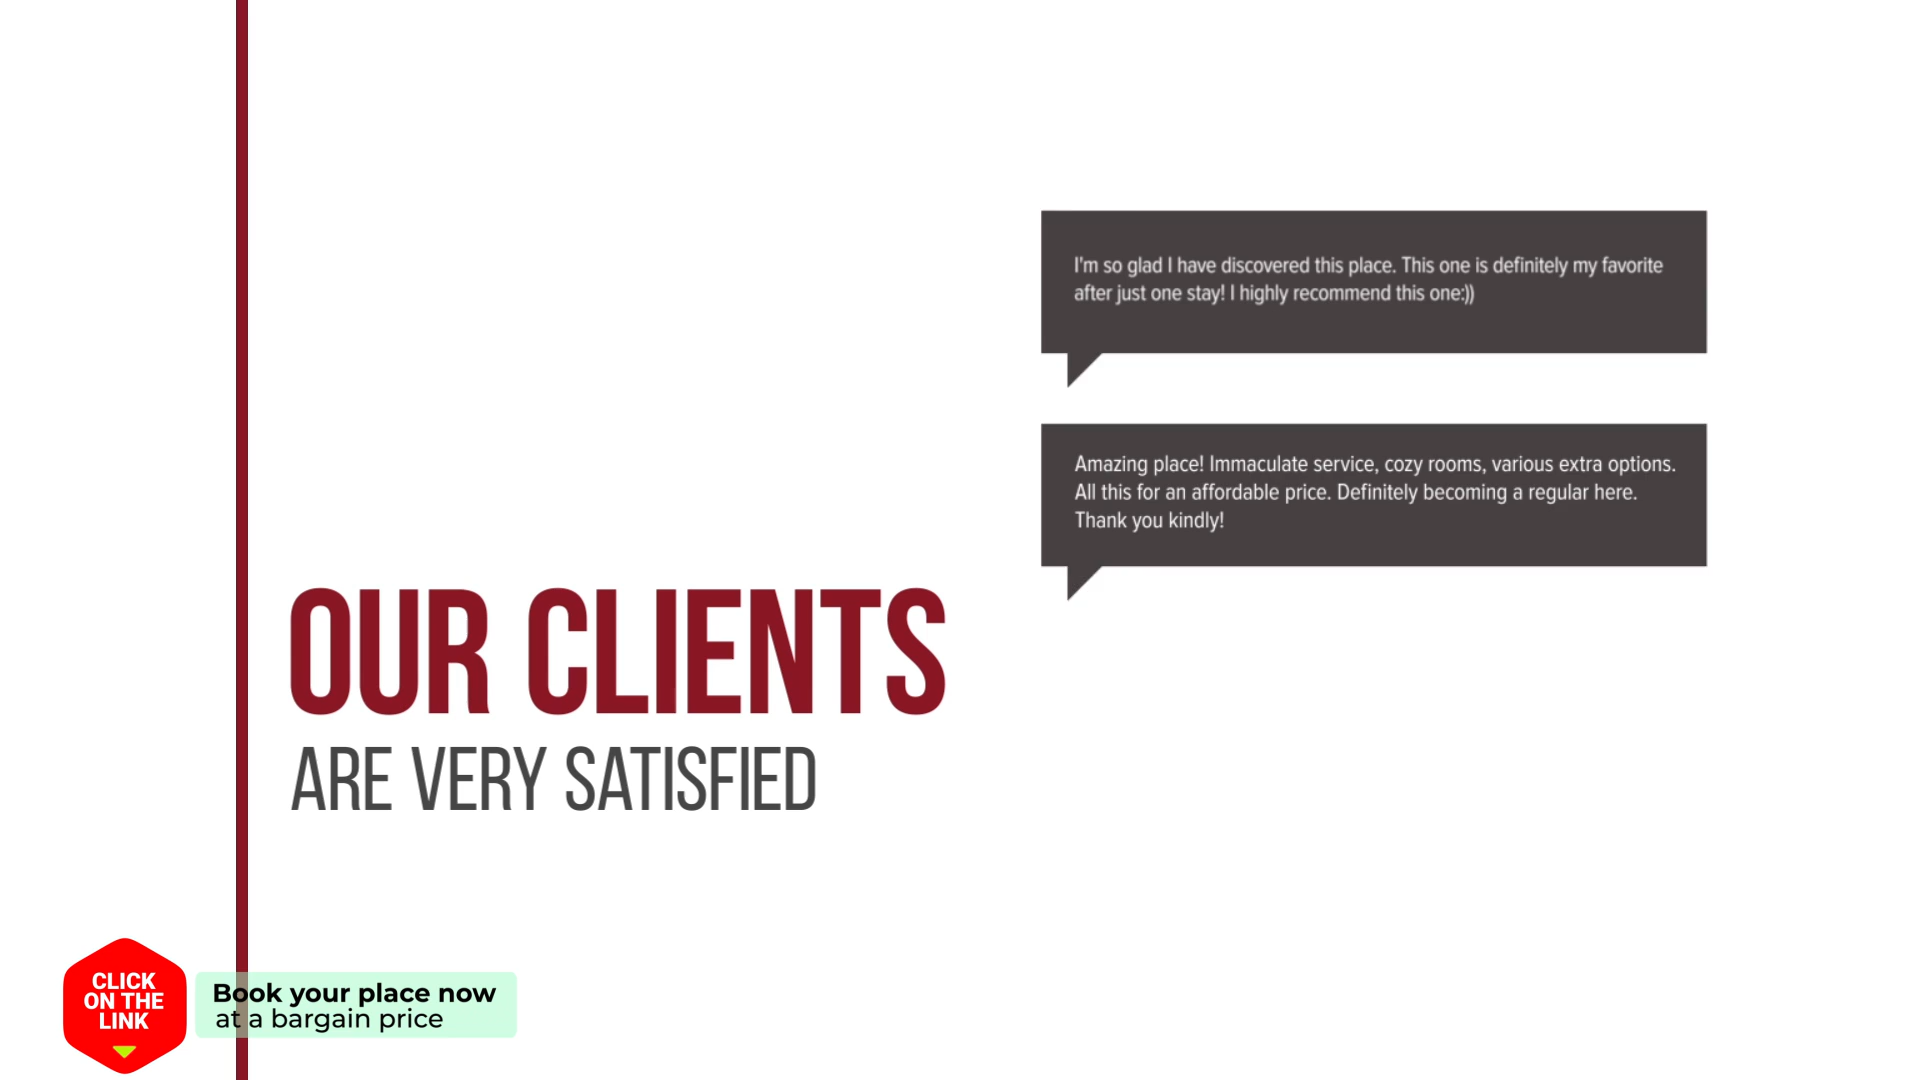 I'm so glad I have discovered this place. This one is definitely my favorite
after just one stay! I highly recommend this one:))
Amazing place! Immaculate service, cozy rooms, various extra options.
All this for an affordable price. Definitely becoming a regular here.
Thank you kindly!
OUR CLIENTS
ARE VERY SATISFIED
CLICK
ON THE
LINK
Book your place now
at a bargain price